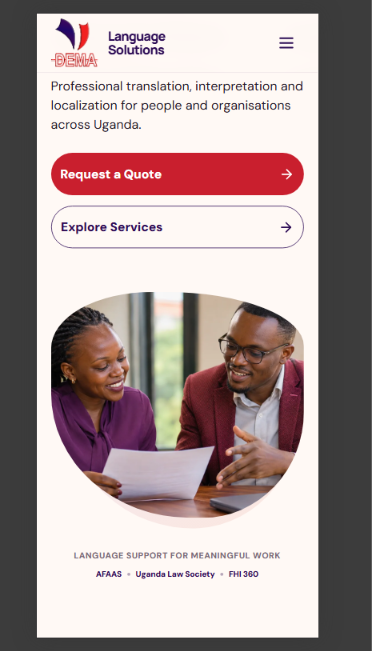 DEMA
Language
Solutions
Professional translation, interpretation and
localization for people and organisations
across Uganda.
Request a Quote
Explore Services
LANGUAGE SUPPORT FOR MEANINGFUL WORK
AFAAS • Uganda Law Society • FHI 360